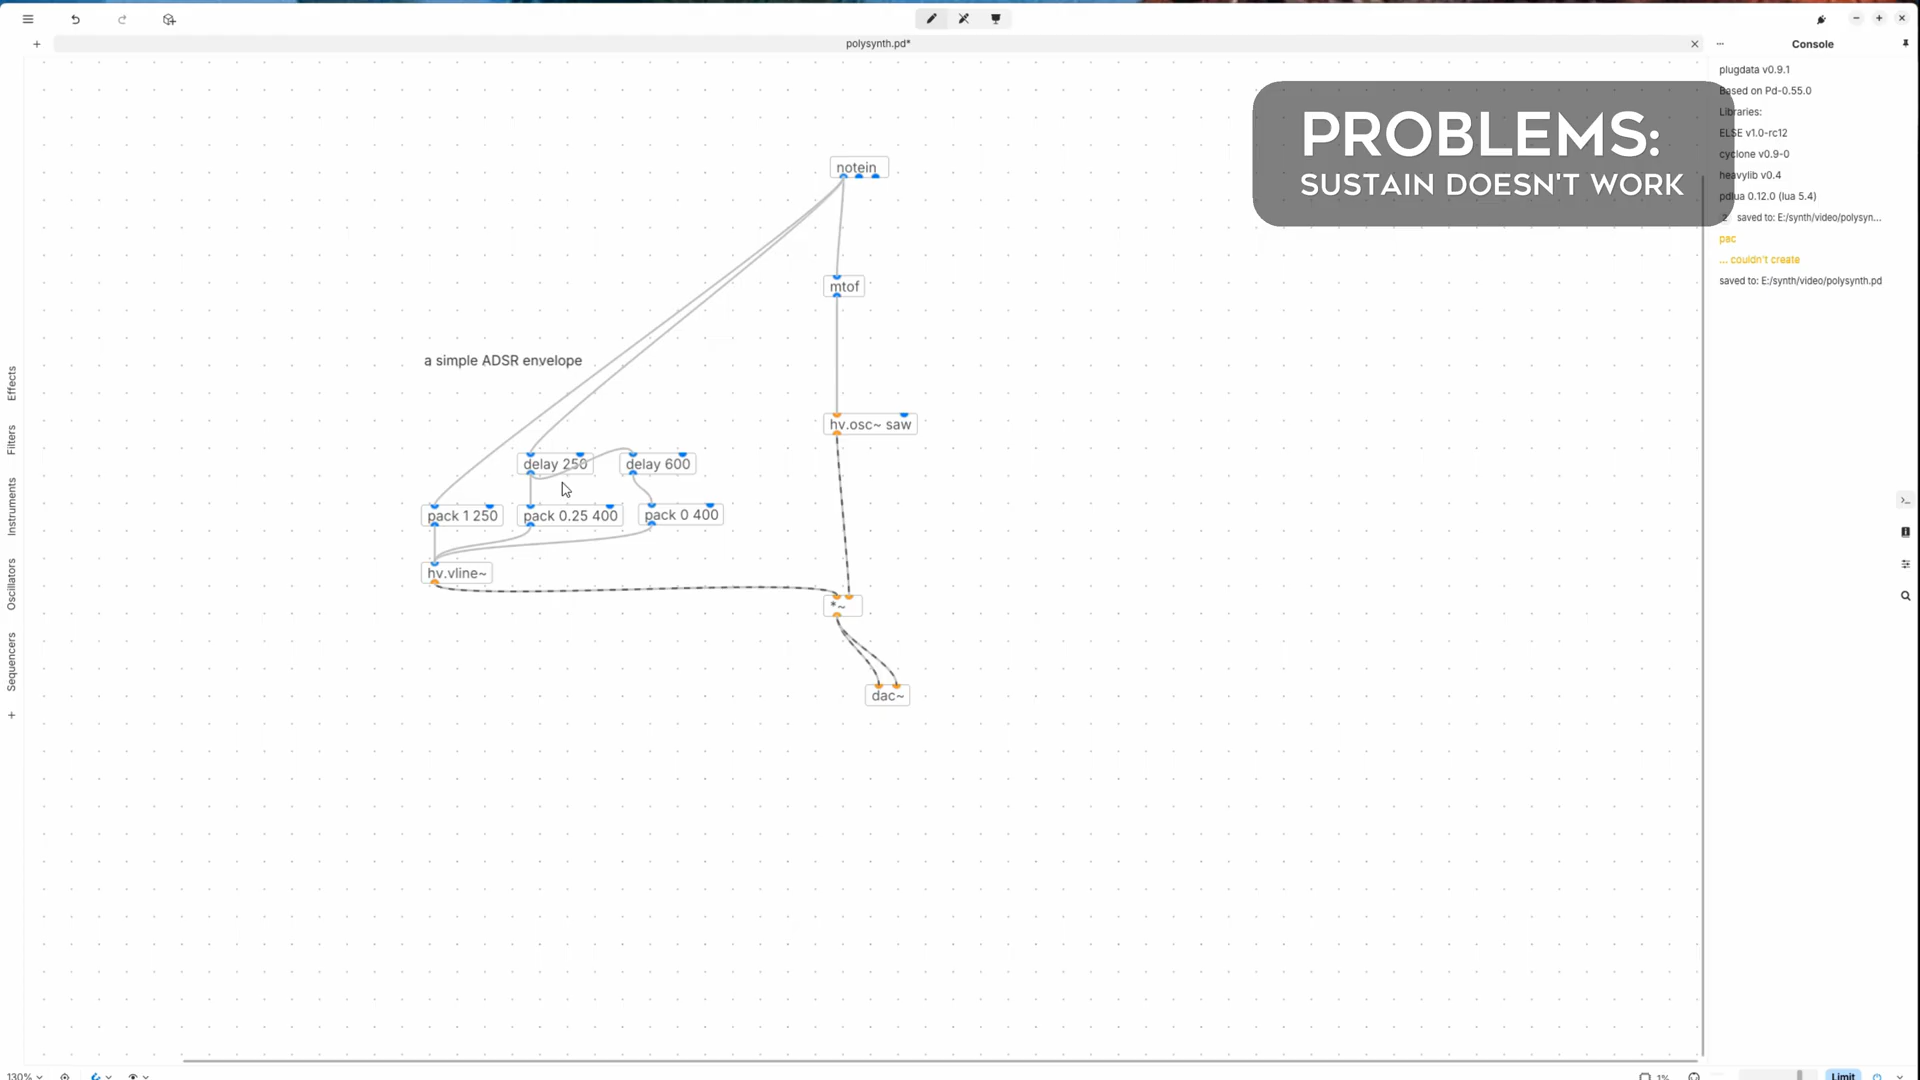 polysynth.pd*
Console
plugdata v0.9.1
Based on Pd-0.55.0
Libraries:
ELSE v1.0-rc12
cyclone v0.9-0
heavylib v0.4
pdlua 0.12.0 (lua 5.4)
2 saved to: E:/synth/video/polysyn...
pac
... couldn't create
saved to: E:/synth/video/polysynth.pd
PROBLEMS:
SUSTAIN DOESN'T WORK
notein
mtof
a simple ADSR envelope
hv.osc~ saw
delay 250
delay 600
pack 1 250
pack 0.25 400
pack 0 400
hv.vline~
*~
dac~
Effects
Filters
Instruments
Oscillators
Sequencers
130%
1%
Limit